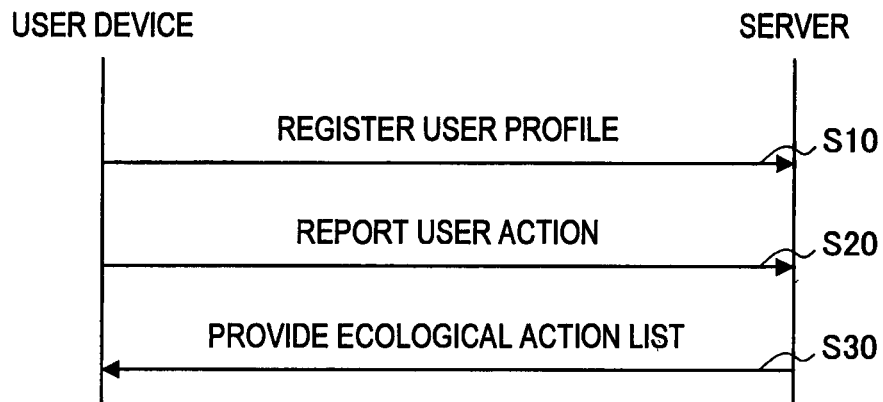 USER DEVICE
SERVER
REGISTER USER PROFILE
S10
REPORT USER ACTION
S20
PROVIDE ECOLOGICAL ACTION LIST
S30